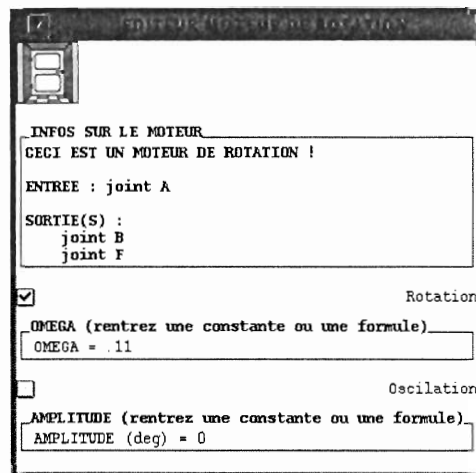 INFOS SUR LE MOTEUR
CECI EST UN MOTEUR DE ROTATION !
ENTREE : joint A
SORTIE(S) :
joint B
joint F
Rotation
OMEGA (rentrez une constante ou une formule)
OMEGA = .11
Oscilation
AMPLITUDE (rentrez une constante ou une formule)
AMPLITUDE (deg) = 0